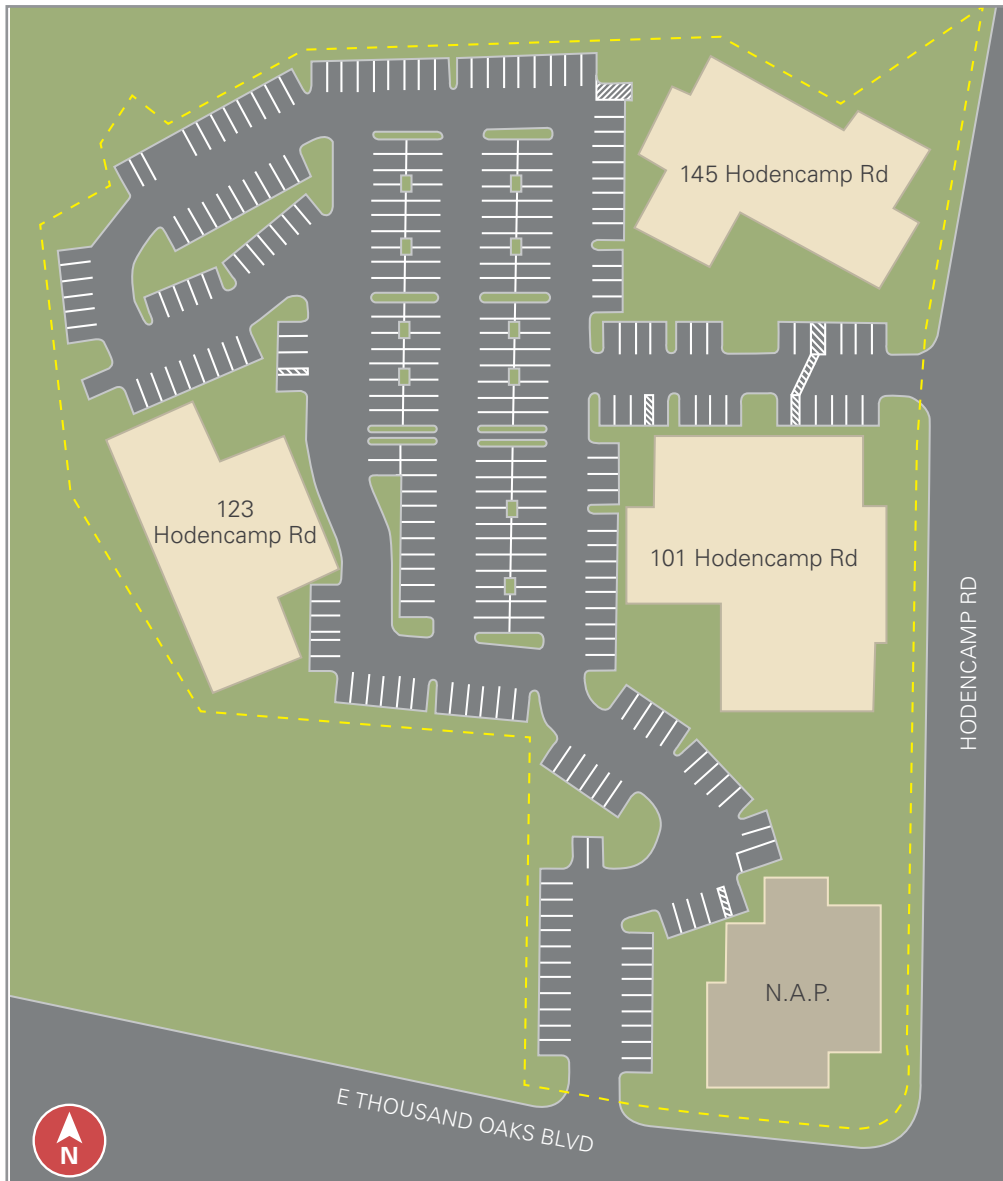 145 Hodencamp Rd
123
Hodencamp Rd
101 Hodencamp Rd
HODENCAMP RD
N.A.P.
E THOUSAND OAKS BLVD
N